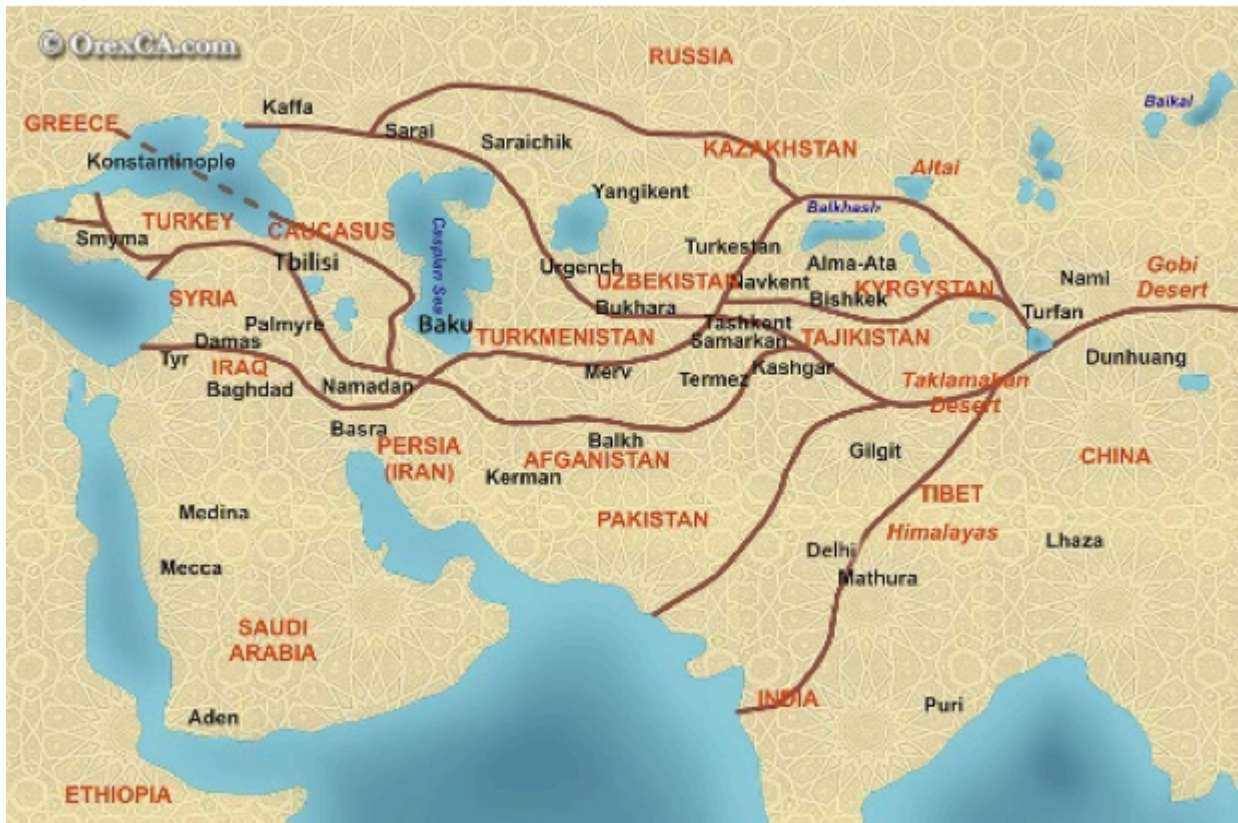 © OrexCA.com
RUSSIA
Baikal
Kaffa
GREECE
Sarai
Saraichik
KAZAKHSTAN
Konstantinople
Altai
Yangikent
Balkhash
TURKEY
CAUCASUS
Smyrna
Caspian Sea
Turkestan
Tbilisi
Urgench
Alma-Ata
UZBEKISTAN
Navkent
KYRGYSTAN
Nami
Gobi
Desert
SYRIA
Bukhara
Bishkek
Turfan
Palmyre
Baku
Tashkent
TURKMENISTAN
TAJIKISTAN
Damas
Samarkan
Tyr
Dunhuang
IRAQ
Merv
Kashgar
Baghdad
Namadan
Termez
Taklamakan
Desert
Basra
PERSIA
(IRAN)
Balkh
Gilgit
AFGANISTAN
CHINA
Kerman
TIBET
Medina
PAKISTAN
Himalayas
Delhi
Lhaza
Mecca
Mathura
SAUDI
ARABIA
INDIA
Puri
Aden
ETHIOPIA